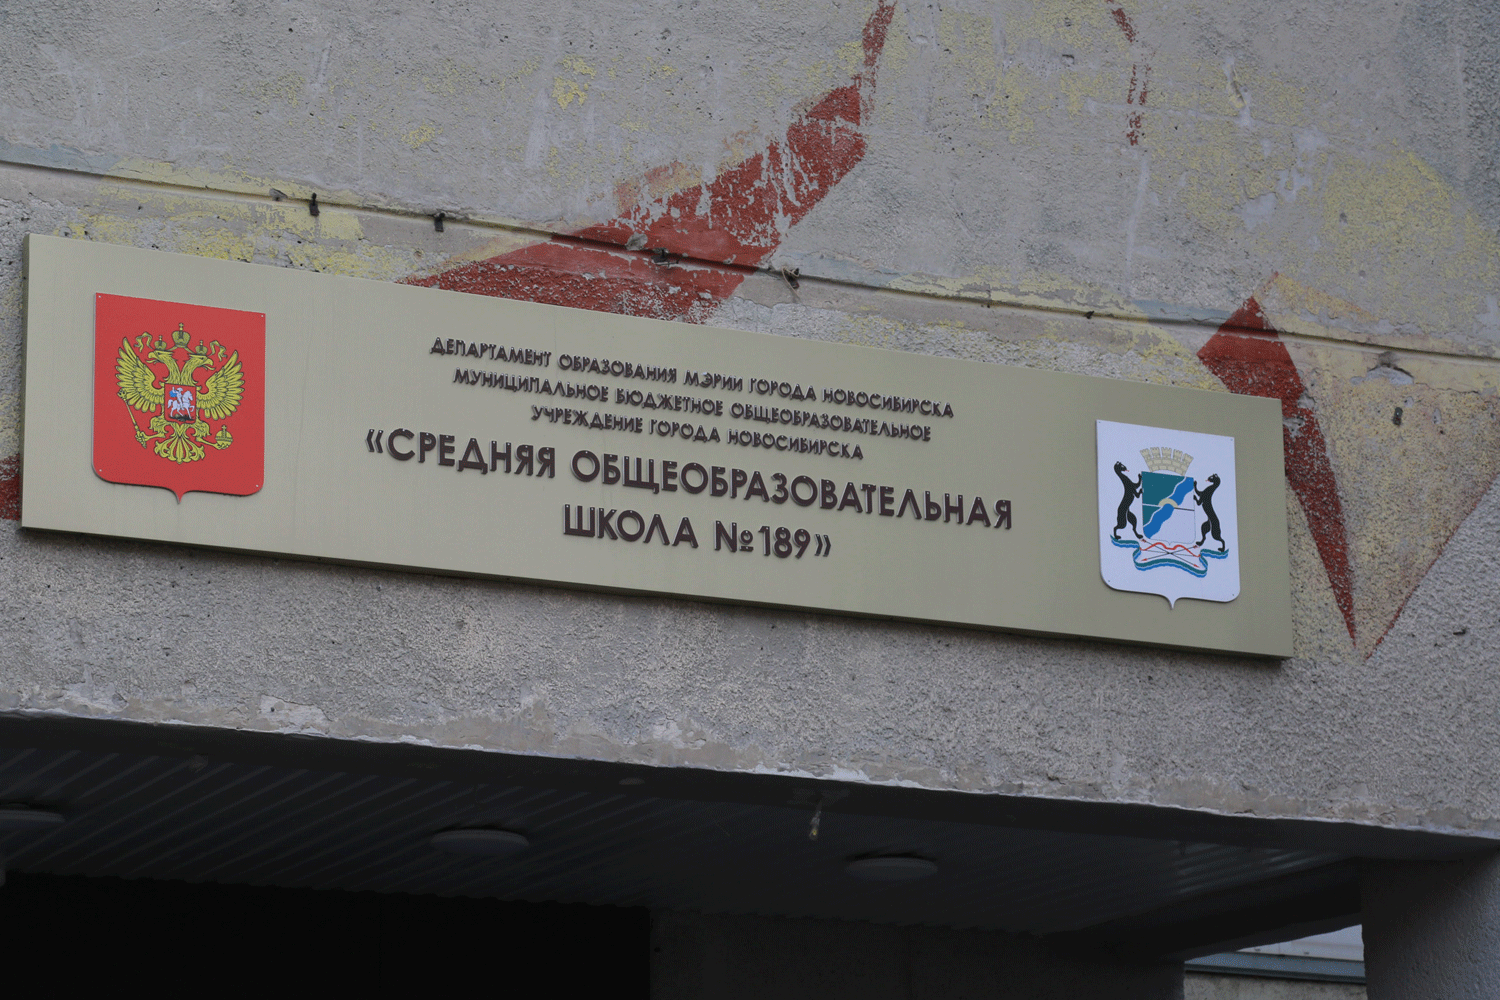 ДЕПАРТАМЕНТ ОБРАЗОВАНИЯ МЭРИИ ГОРОДА НОВОСИБИРСКА
МУНИЦИПАЛЬНОЕ БЮДЖЕТНОЕ ОБЩЕОБРАЗОВАТЕЛЬНОЕ
УЧРЕЖДЕНИЕ ГОРОДА НОВОСИБИРСКА
«СРЕДНЯЯ ОБЩЕОБРАЗОВАТЕЛЬНАЯ
ШКОЛА №189»